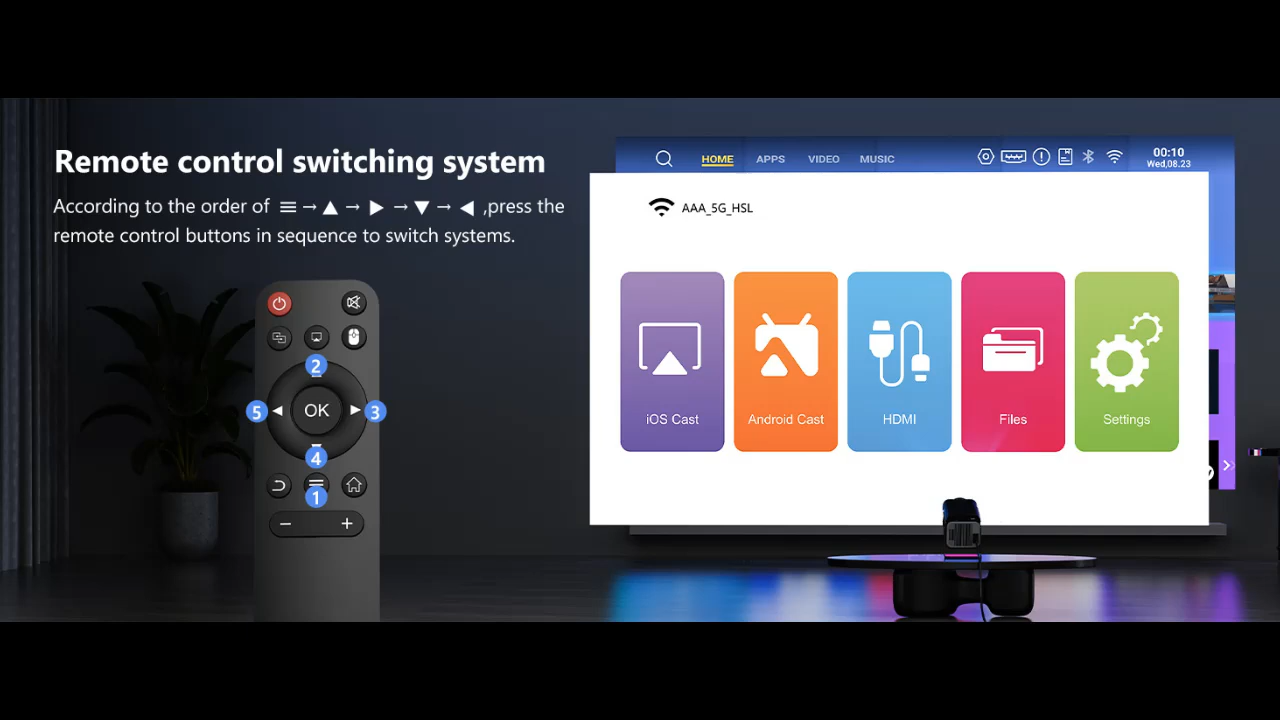 Remote control switching system
According to the order of ≡→▲→▶→▼→◀ ,press the
remote control buttons in sequence to switch systems.
2
5
OK
3
4
1
− +
HOME APPS VIDEO MUSIC
00:10
Wed,08.23
AAA_5G_HSL
iOS Cast
Android Cast
HDMI
Files
Settings